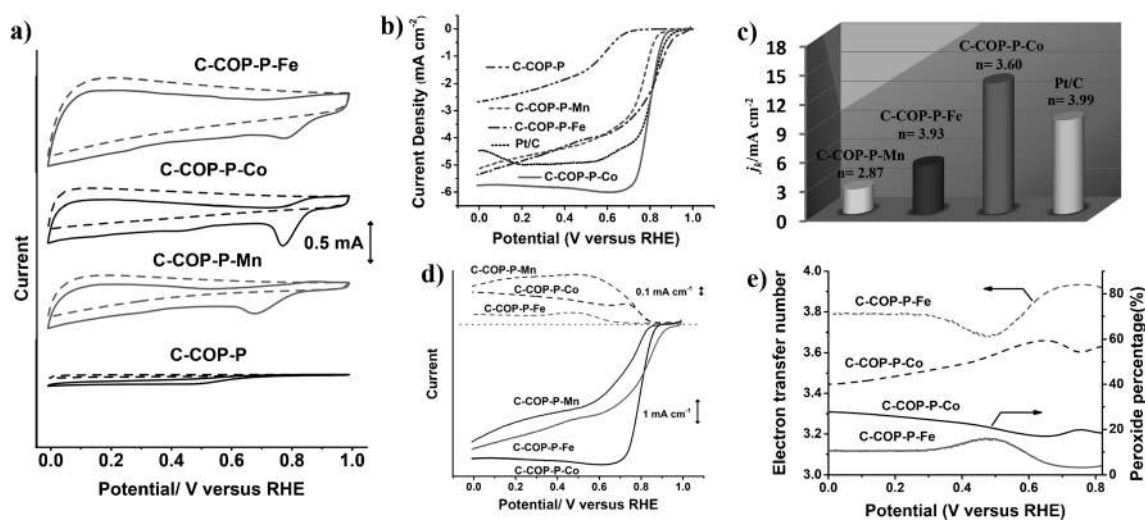 a)
C-COP-P-Fe
C-COP-P-Co
0.5 mA
C-COP-P-Mn
C-COP-P
Current
0.0 0.2 0.4 0.6 0.8 1.0
Potential/ V versus RHE
b)
0
-1
-2
-3
-4
-5
-6
Current Density (mA cm⁻²)
C-COP-P
C-COP-P-Mn
C-COP-P-Fe
Pt/C
C-COP-P-Co
0.0 0.2 0.4 0.6 0.8 1.0
Potential (V versus RHE)
c)
18
15
12
9
6
3
0
jₖ/mA cm⁻²
C-COP-P-Mn
n= 2.87
C-COP-P-Fe
n= 3.93
C-COP-P-Co
n= 3.60
Pt/C
n= 3.99
d)
C-COP-P-Mn
C-COP-P-Co
C-COP-P-Fe
0.1 mA cm⁻¹
Current
C-COP-P-Mn
1 mA cm⁻¹
C-COP-P-Fe
C-COP-P-Co
0.0 0.2 0.4 0.6 0.8 1.0
Potential (V versus RHE)
e)
4.0
3.8
3.6
3.4
3.2
3.0
Electron transfer number
C-COP-P-Fe
C-COP-P-Co
C-COP-P-Co
C-COP-P-Fe
80
60
40
20
0
Peroxide percentage(%)
0.0 0.2 0.4 0.6 0.8
Potential (V versus RHE)